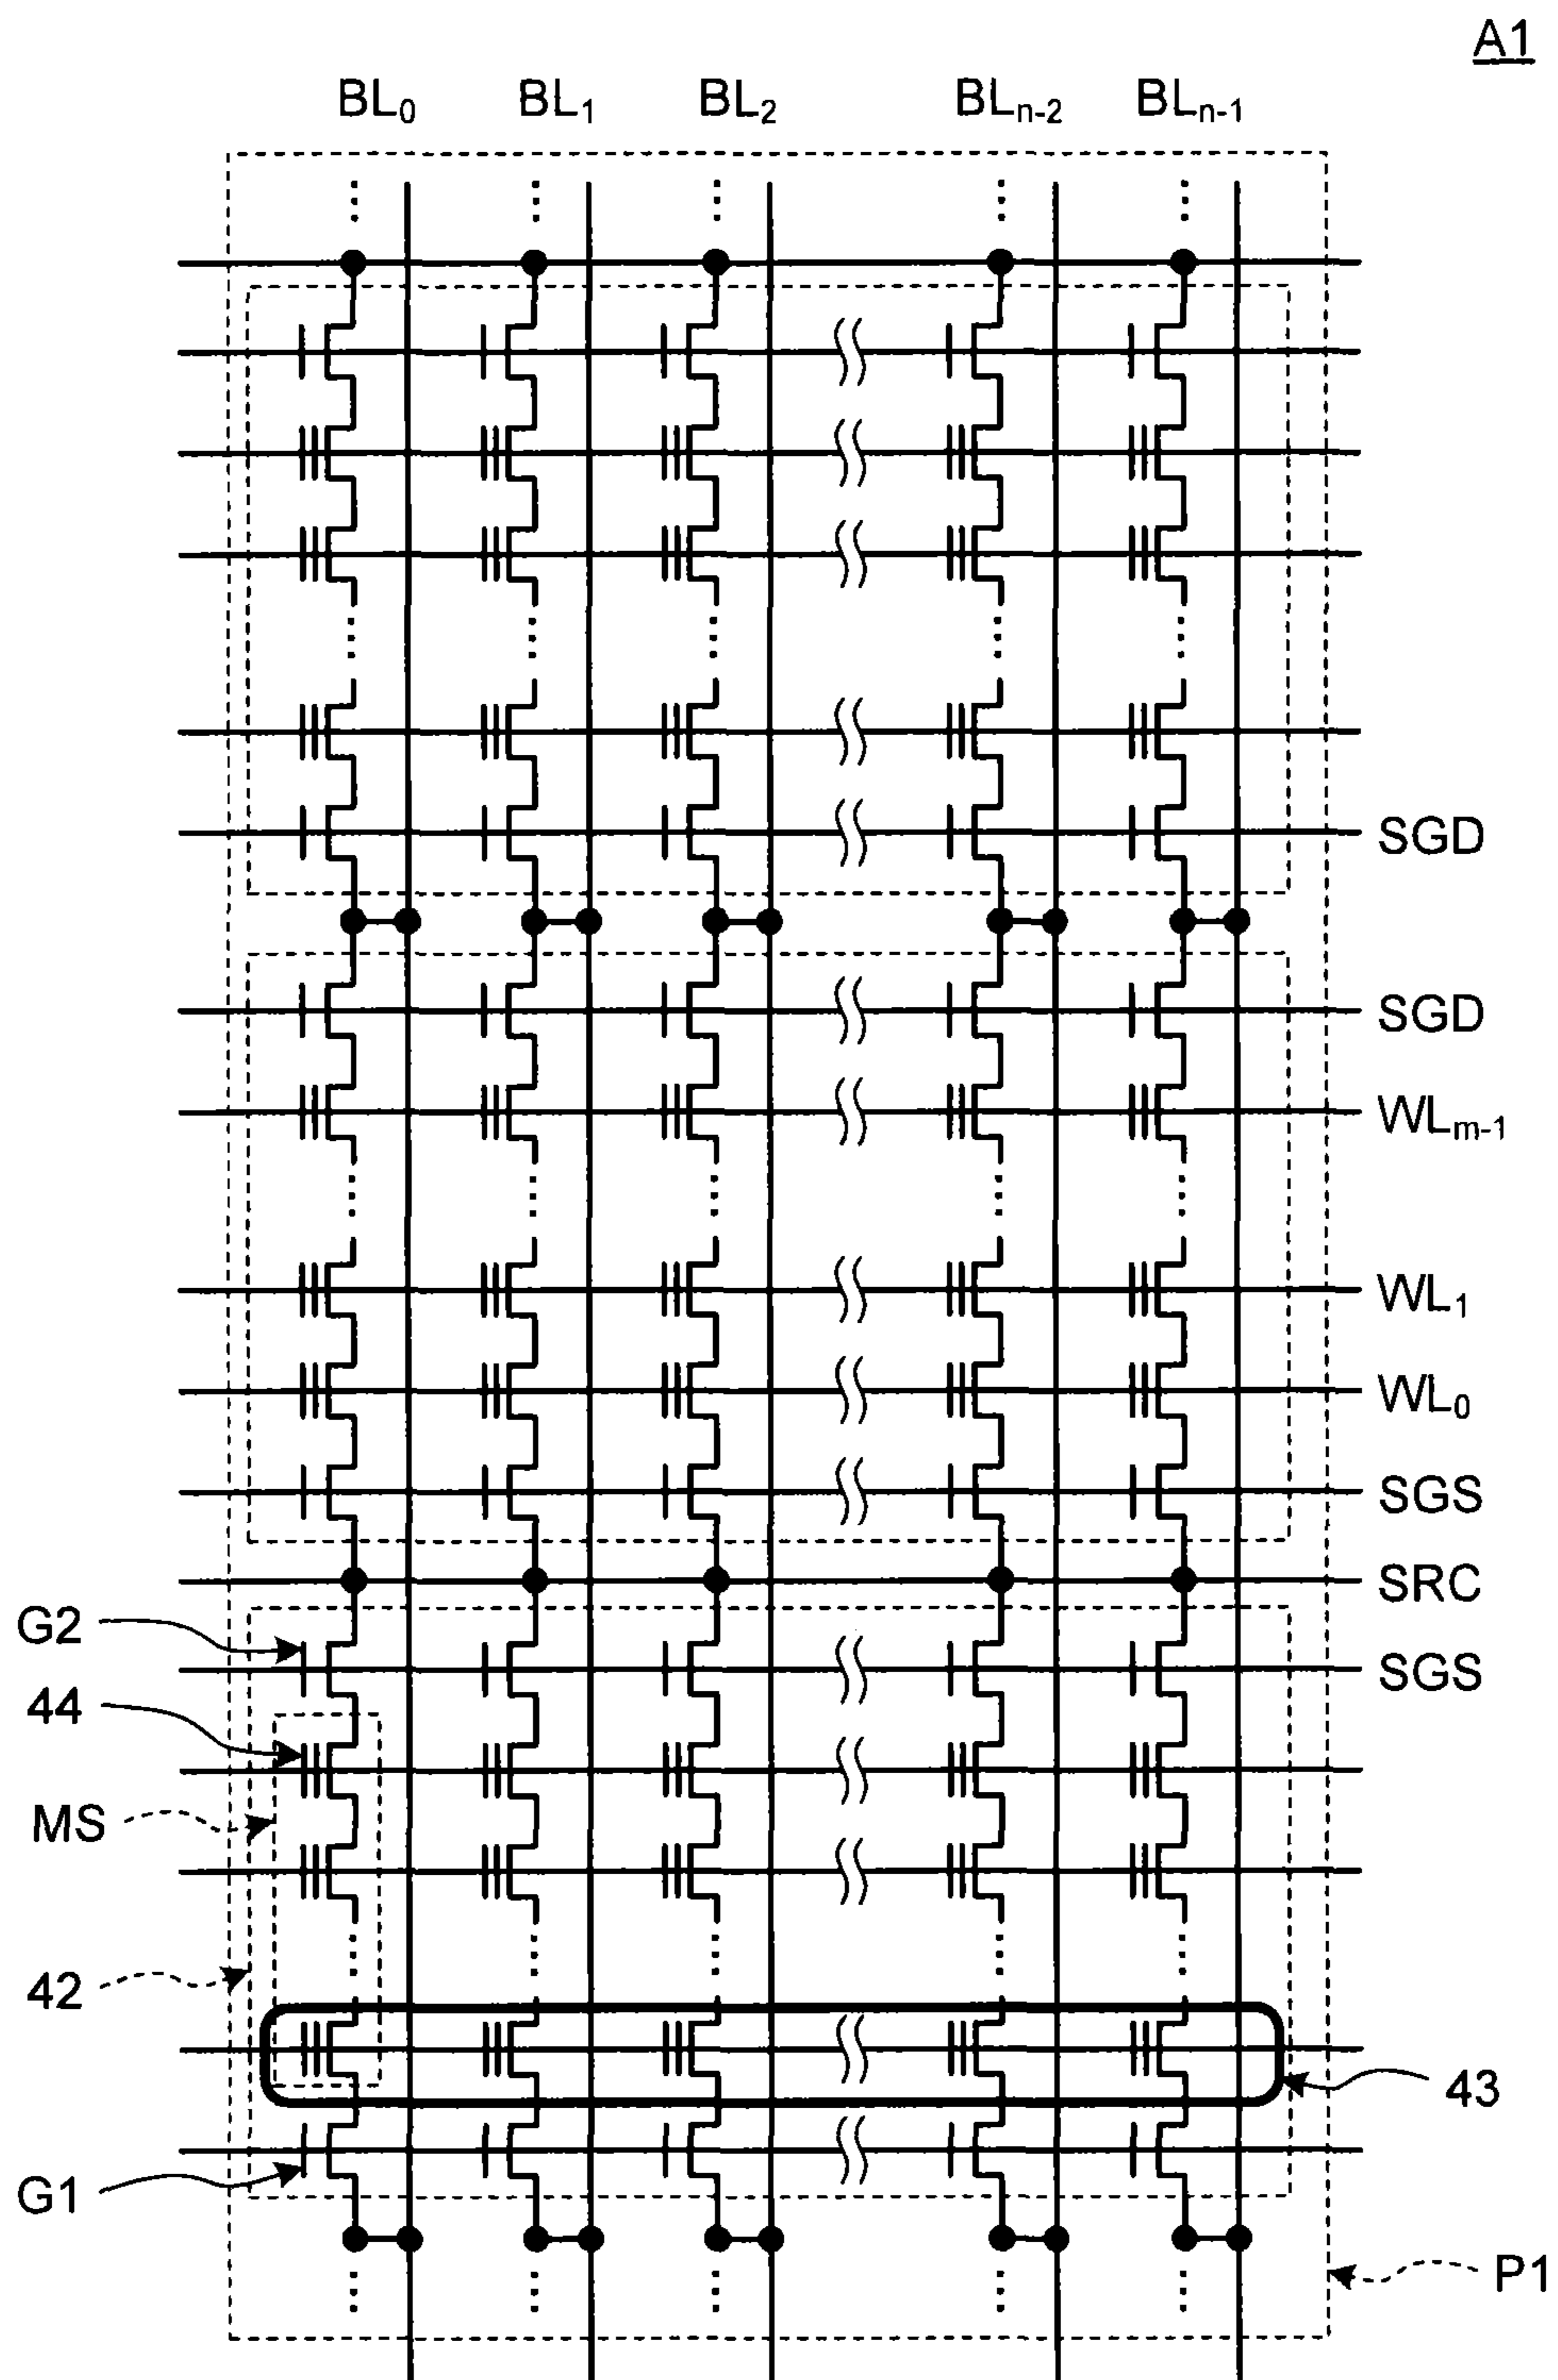 A1
BL₀ BL₁ BL₂ BLₙ₋₂ BLₙ₋₁
SGD
SGD
WLₘ₋₁
WL₁
WL₀
SGS
SRC
G2
SGS
44
MS
42
43
G1
P1